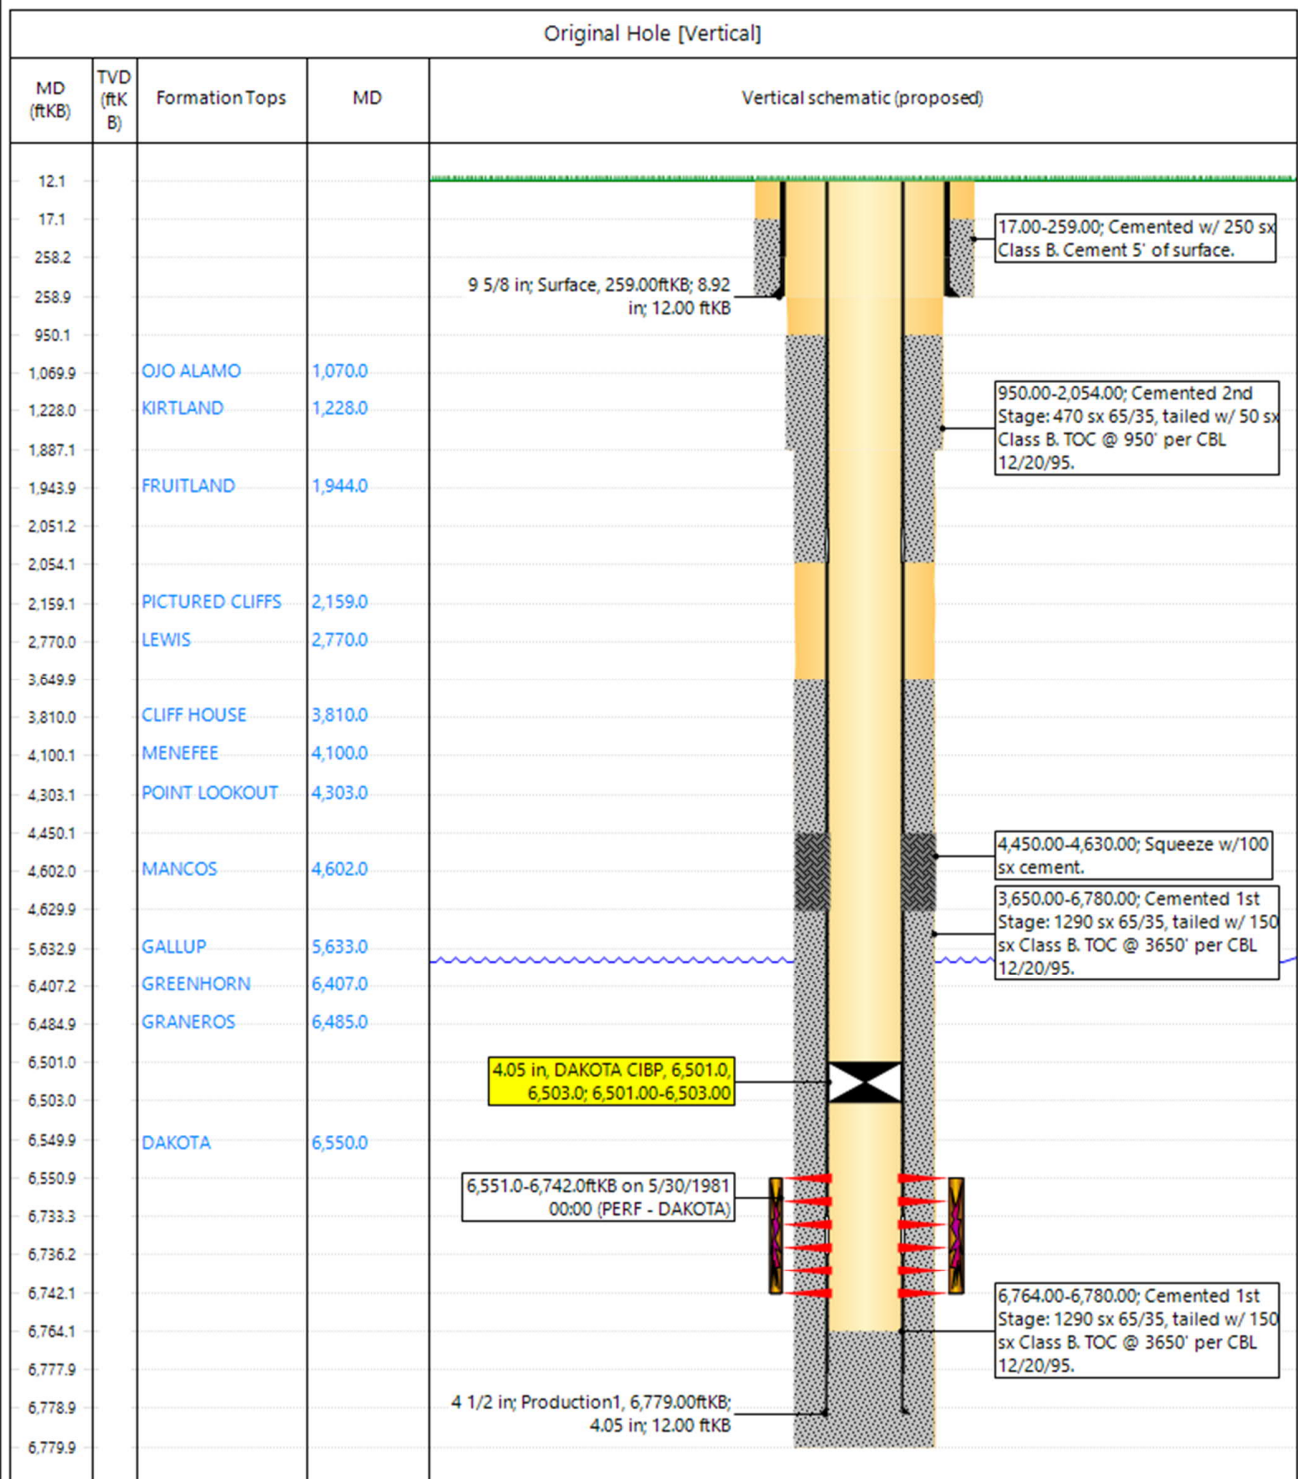 Original Hole [Vertical]
MD
(ftKB)
TVD
(ftK
B)
Formation Tops
MD
Vertical schematic (proposed)
12.1
17.1
17.00-259.00; Cemented w/ 250 sx
Class B. Cement 5' of surface.
258.2
9 5/8 in; Surface, 259.00ftKB; 8.92
in; 12.00 ftKB
258.9
950.1
1,069.9
OJO ALAMO
1,070.0
1,228.0
KIRTLAND
1,228.0
950.00-2,054.00; Cemented 2nd
Stage: 470 sx 65/35, tailed w/ 50 sx
Class B. TOC @ 950' per CBL
12/20/95.
1,887.1
1,943.9
FRUITLAND
1,944.0
2,051.2
2,054.1
2,159.1
PICTURED CLIFFS
2,159.0
2,770.0
LEWIS
2,770.0
3,649.9
3,810.0
CLIFF HOUSE
3,810.0
4,100.1
MENEFEE
4,100.0
4,303.1
POINT LOOKOUT
4,303.0
4,450.1
4,450.00-4,630.00; Squeeze w/100
sx cement.
4,602.0
MANCOS
4,602.0
4,629.9
3,650.00-6,780.00; Cemented 1st
Stage: 1290 sx 65/35, tailed w/ 150
sx Class B. TOC @ 3650' per CBL
12/20/95.
5,632.9
GALLUP
5,633.0
6,407.2
GREENHORN
6,407.0
6,484.9
GRANEROS
6,485.0
6,501.0
4.05 in, DAKOTA CIBP, 6,501.0,
6,503.0; 6,501.00-6,503.00
6,503.0
6,549.9
DAKOTA
6,550.0
6,550.9
6,551.0-6,742.0ftKB on 5/30/1981
00:00 (PERF - DAKOTA)
6,733.3
6,736.2
6,742.1
6,764.00-6,780.00; Cemented 1st
Stage: 1290 sx 65/35, tailed w/ 150
sx Class B. TOC @ 3650' per CBL
12/20/95.
6,764.1
6,777.9
4 1/2 in; Production1, 6,779.00ftKB;
4.05 in; 12.00 ftKB
6,778.9
6,779.9